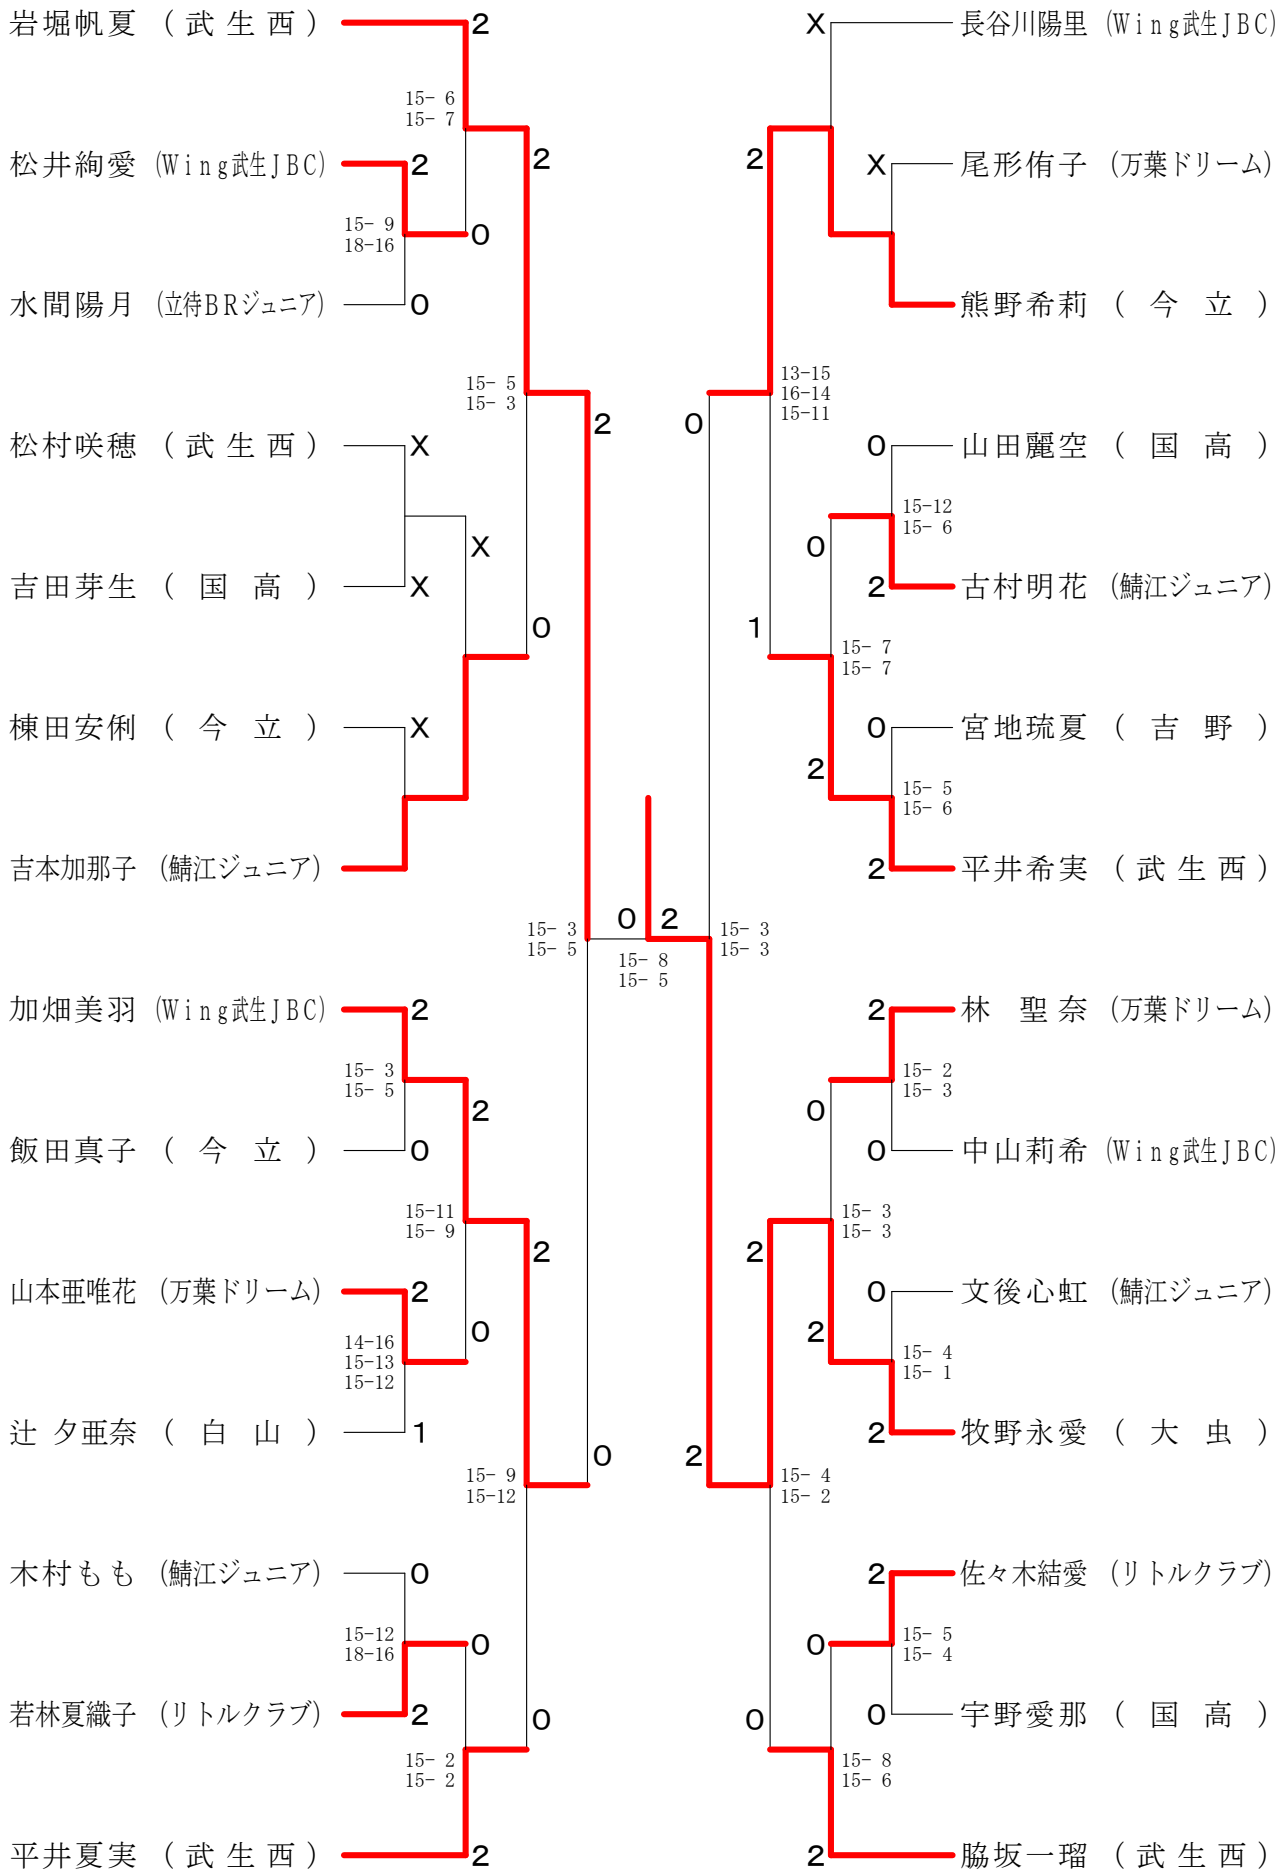 岩堀帆夏 (武生西) 2
15- 6
15- 7
松井絢愛 (Wing武生JBC) 2
2
15- 9
18-16
0
水間陽月 (立待BRジュニア) 0
15- 5
15- 3
2
松村咲穂 (武生西) X
X
吉田芽生 (国高) X
0
棟田安俐 (今立) X
吉本加那子 (鯖江ジュニア)
15- 3
15- 5
0 2
15- 8
15- 5
加畑美羽 (Wing武生JBC) 2
15- 3
15- 5
2
飯田真子 (今立) 0
15-11
15- 9
2
山本亜唯花 (万葉ドリーム) 2
0
14-16
15-13
15-12
辻 夕亜奈 (白山) 1
0
15- 9
15-12
木村もも (鯖江ジュニア) 0
15-12
18-16
0
若林夏織子 (リトルクラブ) 2
0
15- 2
15- 2
平井夏実 (武生西) 2
X 長谷川陽里 (Wing武生JBC)
2
X 尾形侑子 (万葉ドリーム)
熊野希莉 (今立)
13-15
16-14
15-11
0
0 山田麗空 (国高)
15-12
15- 6
0
2 古村明花 (鯖江ジュニア)
1
15- 7
15- 7
0 宮地琉夏 (吉野)
2
15- 5
15- 6
2 平井希実 (武生西)
15- 3
15- 3
2 林 聖奈 (万葉ドリーム)
15- 2
15- 3
0
0 中山莉希 (Wing武生JBC)
15- 3
15- 3
2
0 文後心虹 (鯖江ジュニア)
2
15- 4
15- 1
2 牧野永愛 (大虫)
2
15- 4
15- 2
2 佐々木結愛 (リトルクラブ)
0
15- 5
15- 4
0 宇野愛那 (国高)
0
15- 8
15- 6
2 脇坂一瑠 (武生西)